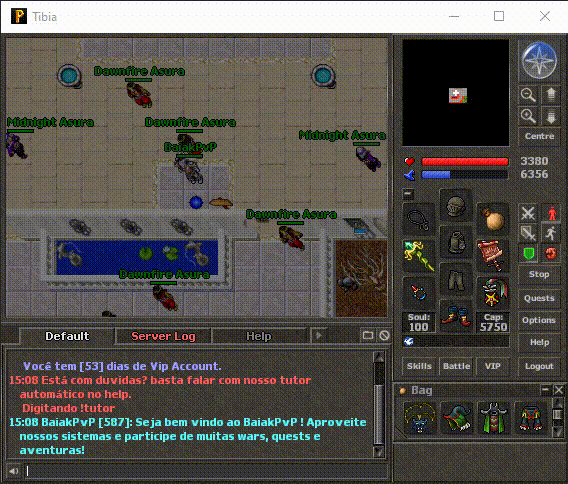 Tibia
Dawnfire Asura
Midnight Asura
Dawnfire Asura
Midnight Asura
BaiakPvP
Dawnfire Asura
Dawnfire Asura
Centre
3380
6356
Soul:
100
Cap:
5750
Stop
Quests
Options
Help
Skills
Battle
VIP
Logout
Bag
Default
Server Log
Help
Você tem [53] dias de Vip Account.
15:08 Está com duvidas? basta falar com nosso tutor
automático no help.
Digitando !tutor
15:08 BaiakPvP [587]: Seja bem vindo ao BaiakPvP ! Aproveite
nossos sistemas e participe de muitas wars, quests e
aventuras!